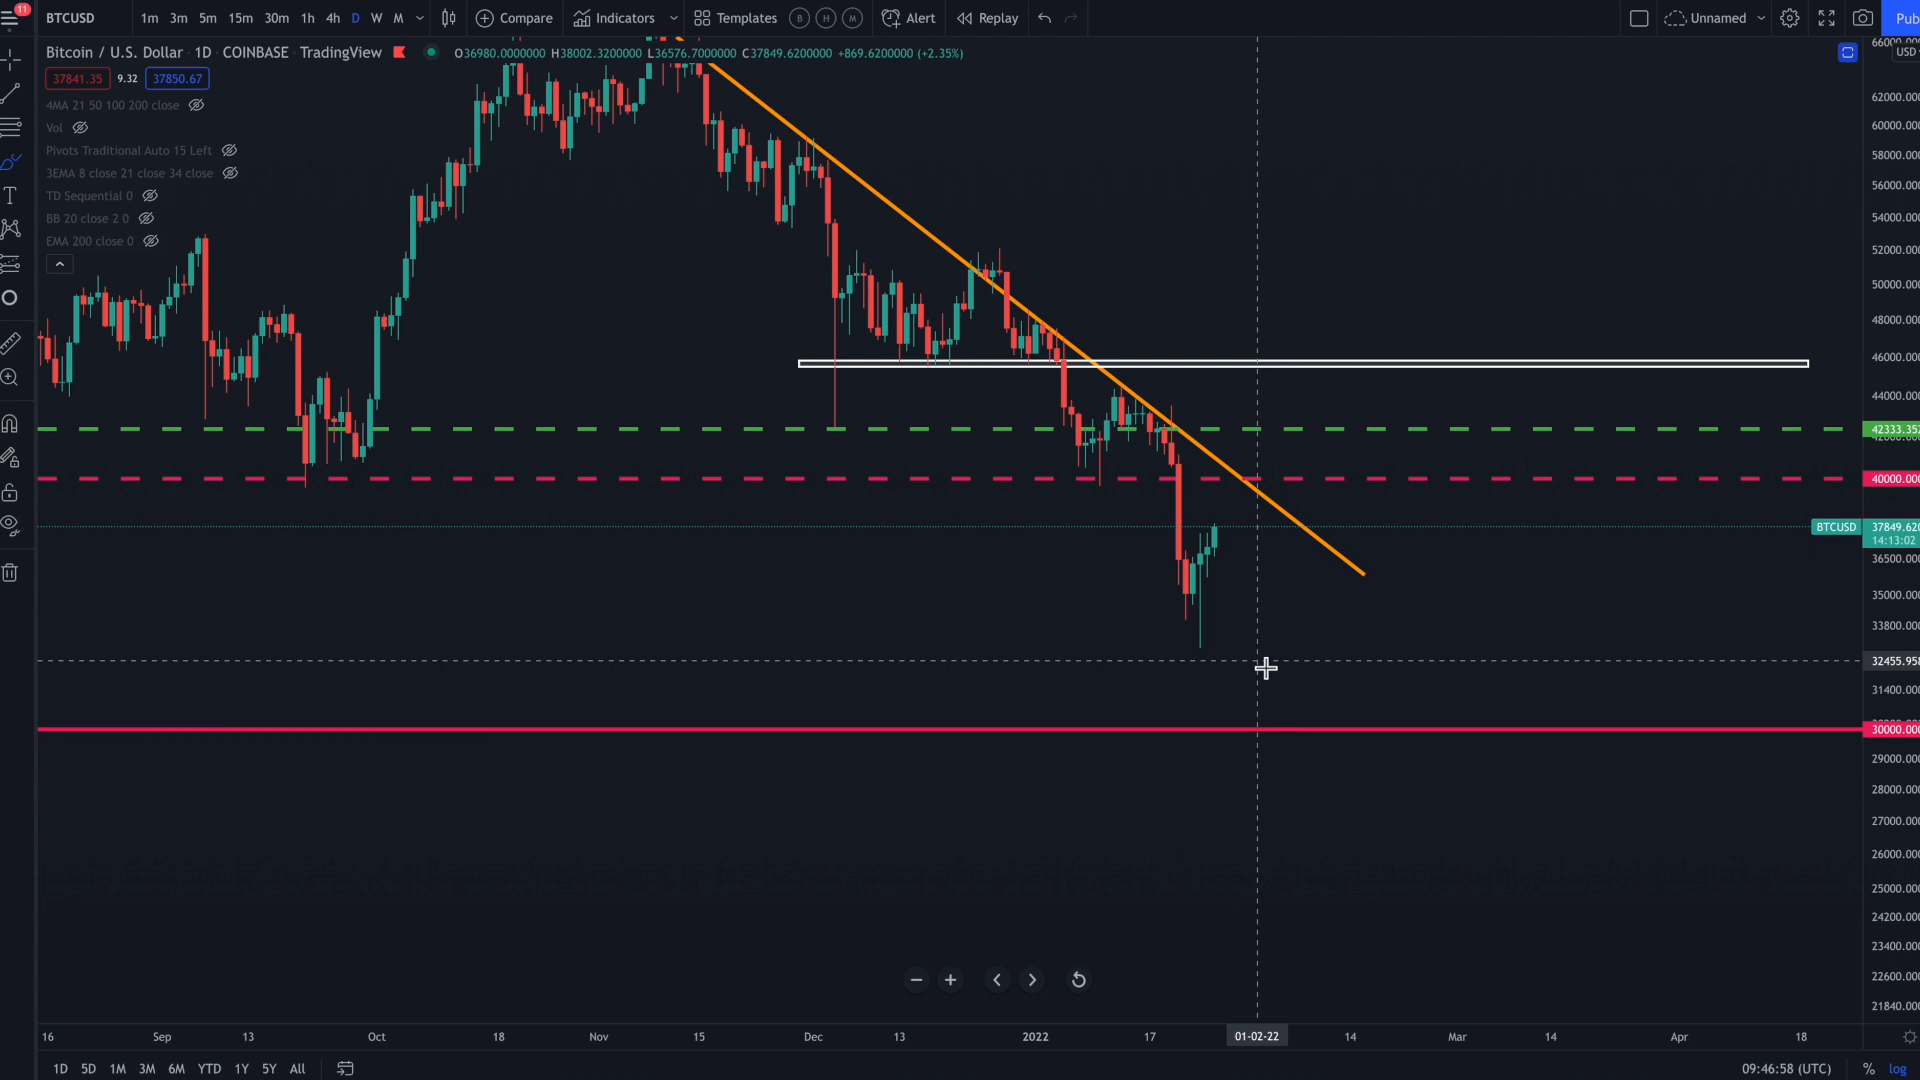 11
BTCUSD 1m 3m 5m 15m 30m 1h 4h D W M Compare Indicators Templates B H M Alert Replay Unnamed Pub
Bitcoin / U.S. Dollar · 1D · COINBASE · TradingView O36980.0000000 H38002.3200000 L36576.7000000 C37849.6200000 +869.6200000 (+2.35%)
37841.35 9.32 37850.67
4MA 21 50 100 200 close
Vol
Pivots Traditional Auto 15 Left
3EMA 8 close 21 close 34 close
TD Sequential 0
BB 20 close 2 0
EMA 200 close 0
USD
62000.000
60000.000
58000.000
56000.000
54000.000
52000.000
50000.000
48000.000
46000.000
44000.000
42333.352
40000.000
BTCUSD 37849.620
14:13:02
36500.000
35000.000
33800.000
32455.958
31400.000
30000.000
29000.000
28000.000
27000.000
26000.000
25000.000
24200.000
23400.000
22600.000
21840.000
16 Sep 13 Oct 18 Nov 15 Dec 13 2022 17 01-02-22 14 Mar 14 Apr 18
1D 5D 1M 3M 6M YTD 1Y 5Y All 09:46:58 (UTC) % log